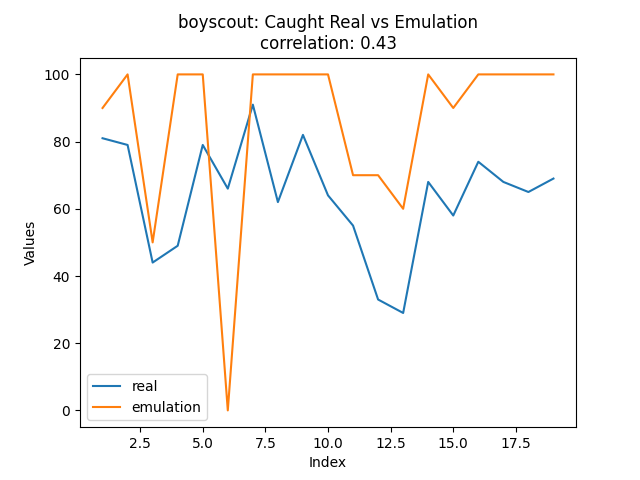 boyscout: Caught Real vs Emulation
correlation: 0.43
100
80
60
40
20
0
Values
real
emulation
2.5 5.0 7.5 10.0 12.5 15.0 17.5
Index